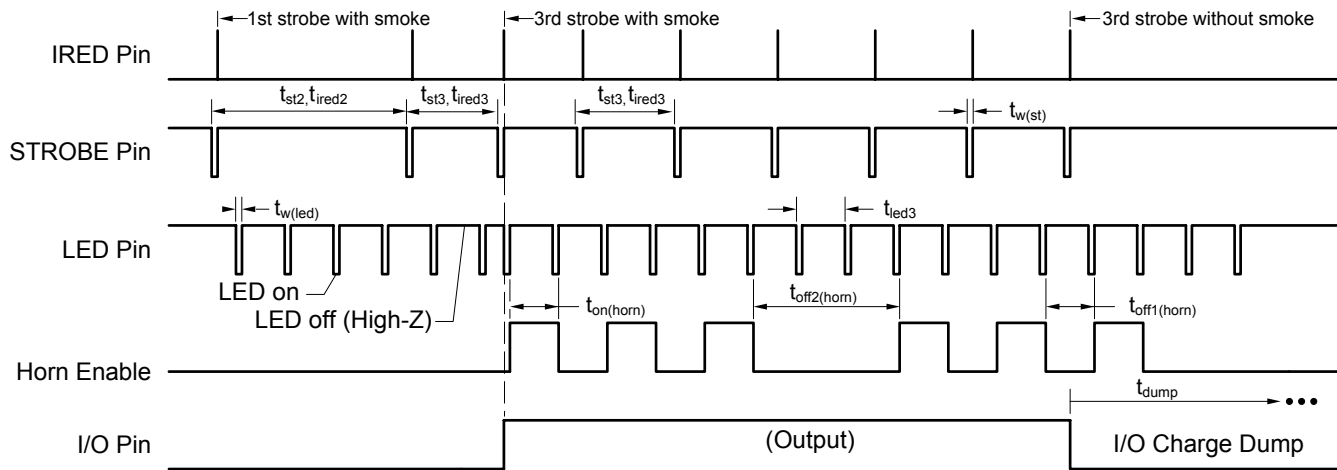 1st strobe with smoke
3rd strobe with smoke
3rd strobe without smoke
IRED Pin
tst2,tired2
tst3,tired3
tst3,tired3
tw(st)
STROBE Pin
tw(led)
tled3
LED Pin
LED on
LED off (High-Z)
ton(horn)
toff2(horn)
toff1(horn)
Horn Enable
tdump
I/O Pin
(Output)
I/O Charge Dump